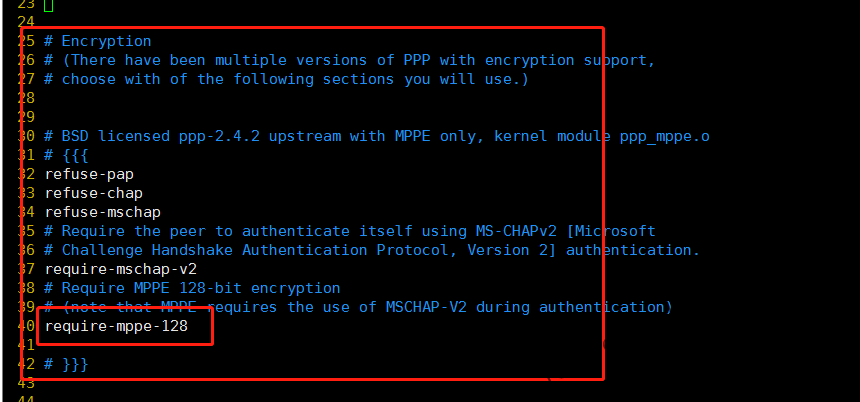 23
24
25 # Encryption
26 # (There have been multiple versions of PPP with encryption support,
27 # choose with of the following sections you will use.)
28
29
30 # BSD licensed ppp-2.4.2 upstream with MPPE only, kernel module ppp_mppe.o
31 # {{{
32 refuse-pap
33 refuse-chap
34 refuse-mschap
35 # Require the peer to authenticate itself using MS-CHAPv2 [Microsoft
36 # Challenge Handshake Authentication Protocol, Version 2] authentication.
37 require-mschap-v2
38 # Require MPPE 128-bit encryption
39 # (note that MPPE requires the use of MSCHAP-V2 during authentication)
40 require-mppe-128
41
42 # }}}
43
44